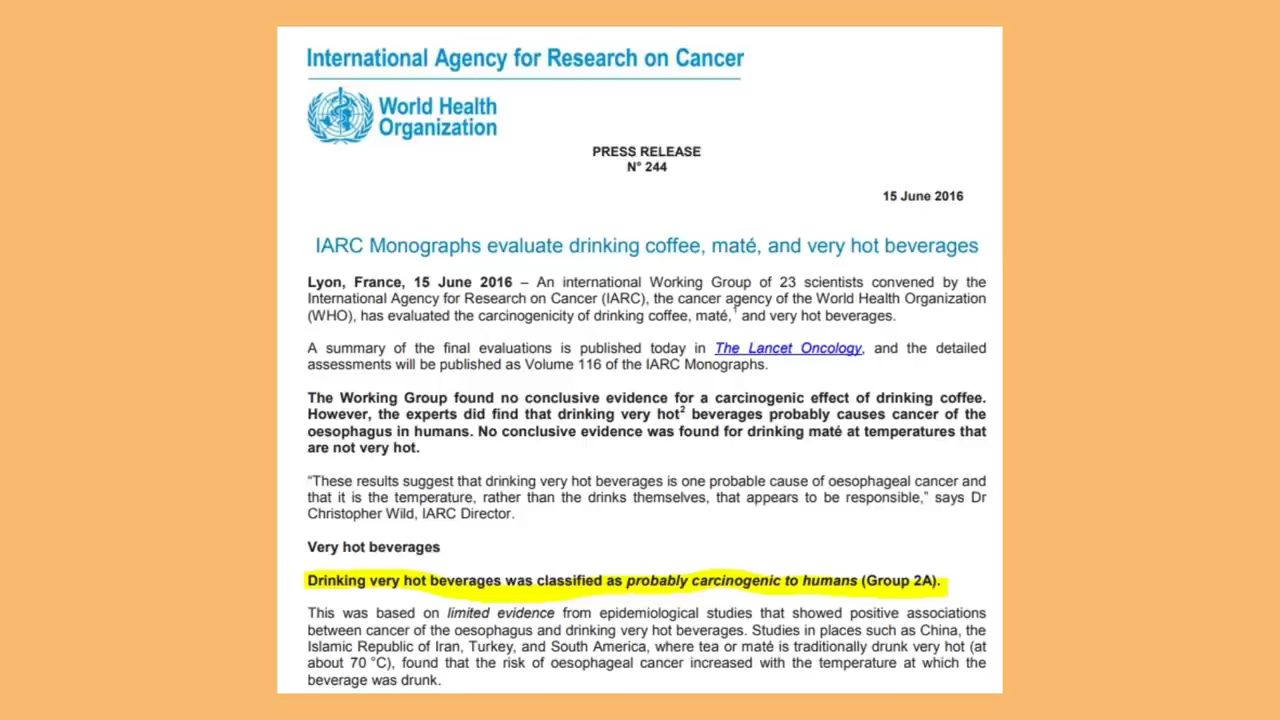 International Agency for Research on Cancer
World Health
Organization
PRESS RELEASE
N° 244
15 June 2016
IARC Monographs evaluate drinking coffee, maté, and very hot beverages
Lyon, France, 15 June 2016 – An international Working Group of 23 scientists convened by the
International Agency for Research on Cancer (IARC), the cancer agency of the World Health Organization
(WHO), has evaluated the carcinogenicity of drinking coffee, maté,¹ and very hot beverages.
A summary of the final evaluations is published today in The Lancet Oncology, and the detailed
assessments will be published as Volume 116 of the IARC Monographs.
The Working Group found no conclusive evidence for a carcinogenic effect of drinking coffee.
However, the experts did find that drinking very hot² beverages probably causes cancer of the
oesophagus in humans. No conclusive evidence was found for drinking maté at temperatures that
are not very hot.
“These results suggest that drinking very hot beverages is one probable cause of oesophageal cancer and
that it is the temperature, rather than the drinks themselves, that appears to be responsible,” says Dr
Christopher Wild, IARC Director.
Very hot beverages
Drinking very hot beverages was classified as probably carcinogenic to humans (Group 2A).
This was based on limited evidence from epidemiological studies that showed positive associations
between cancer of the oesophagus and drinking very hot beverages. Studies in places such as China, the
Islamic Republic of Iran, Turkey, and South America, where tea or maté is traditionally drunk very hot (at
about 70 °C), found that the risk of oesophageal cancer increased with the temperature at which the
beverage was drunk.